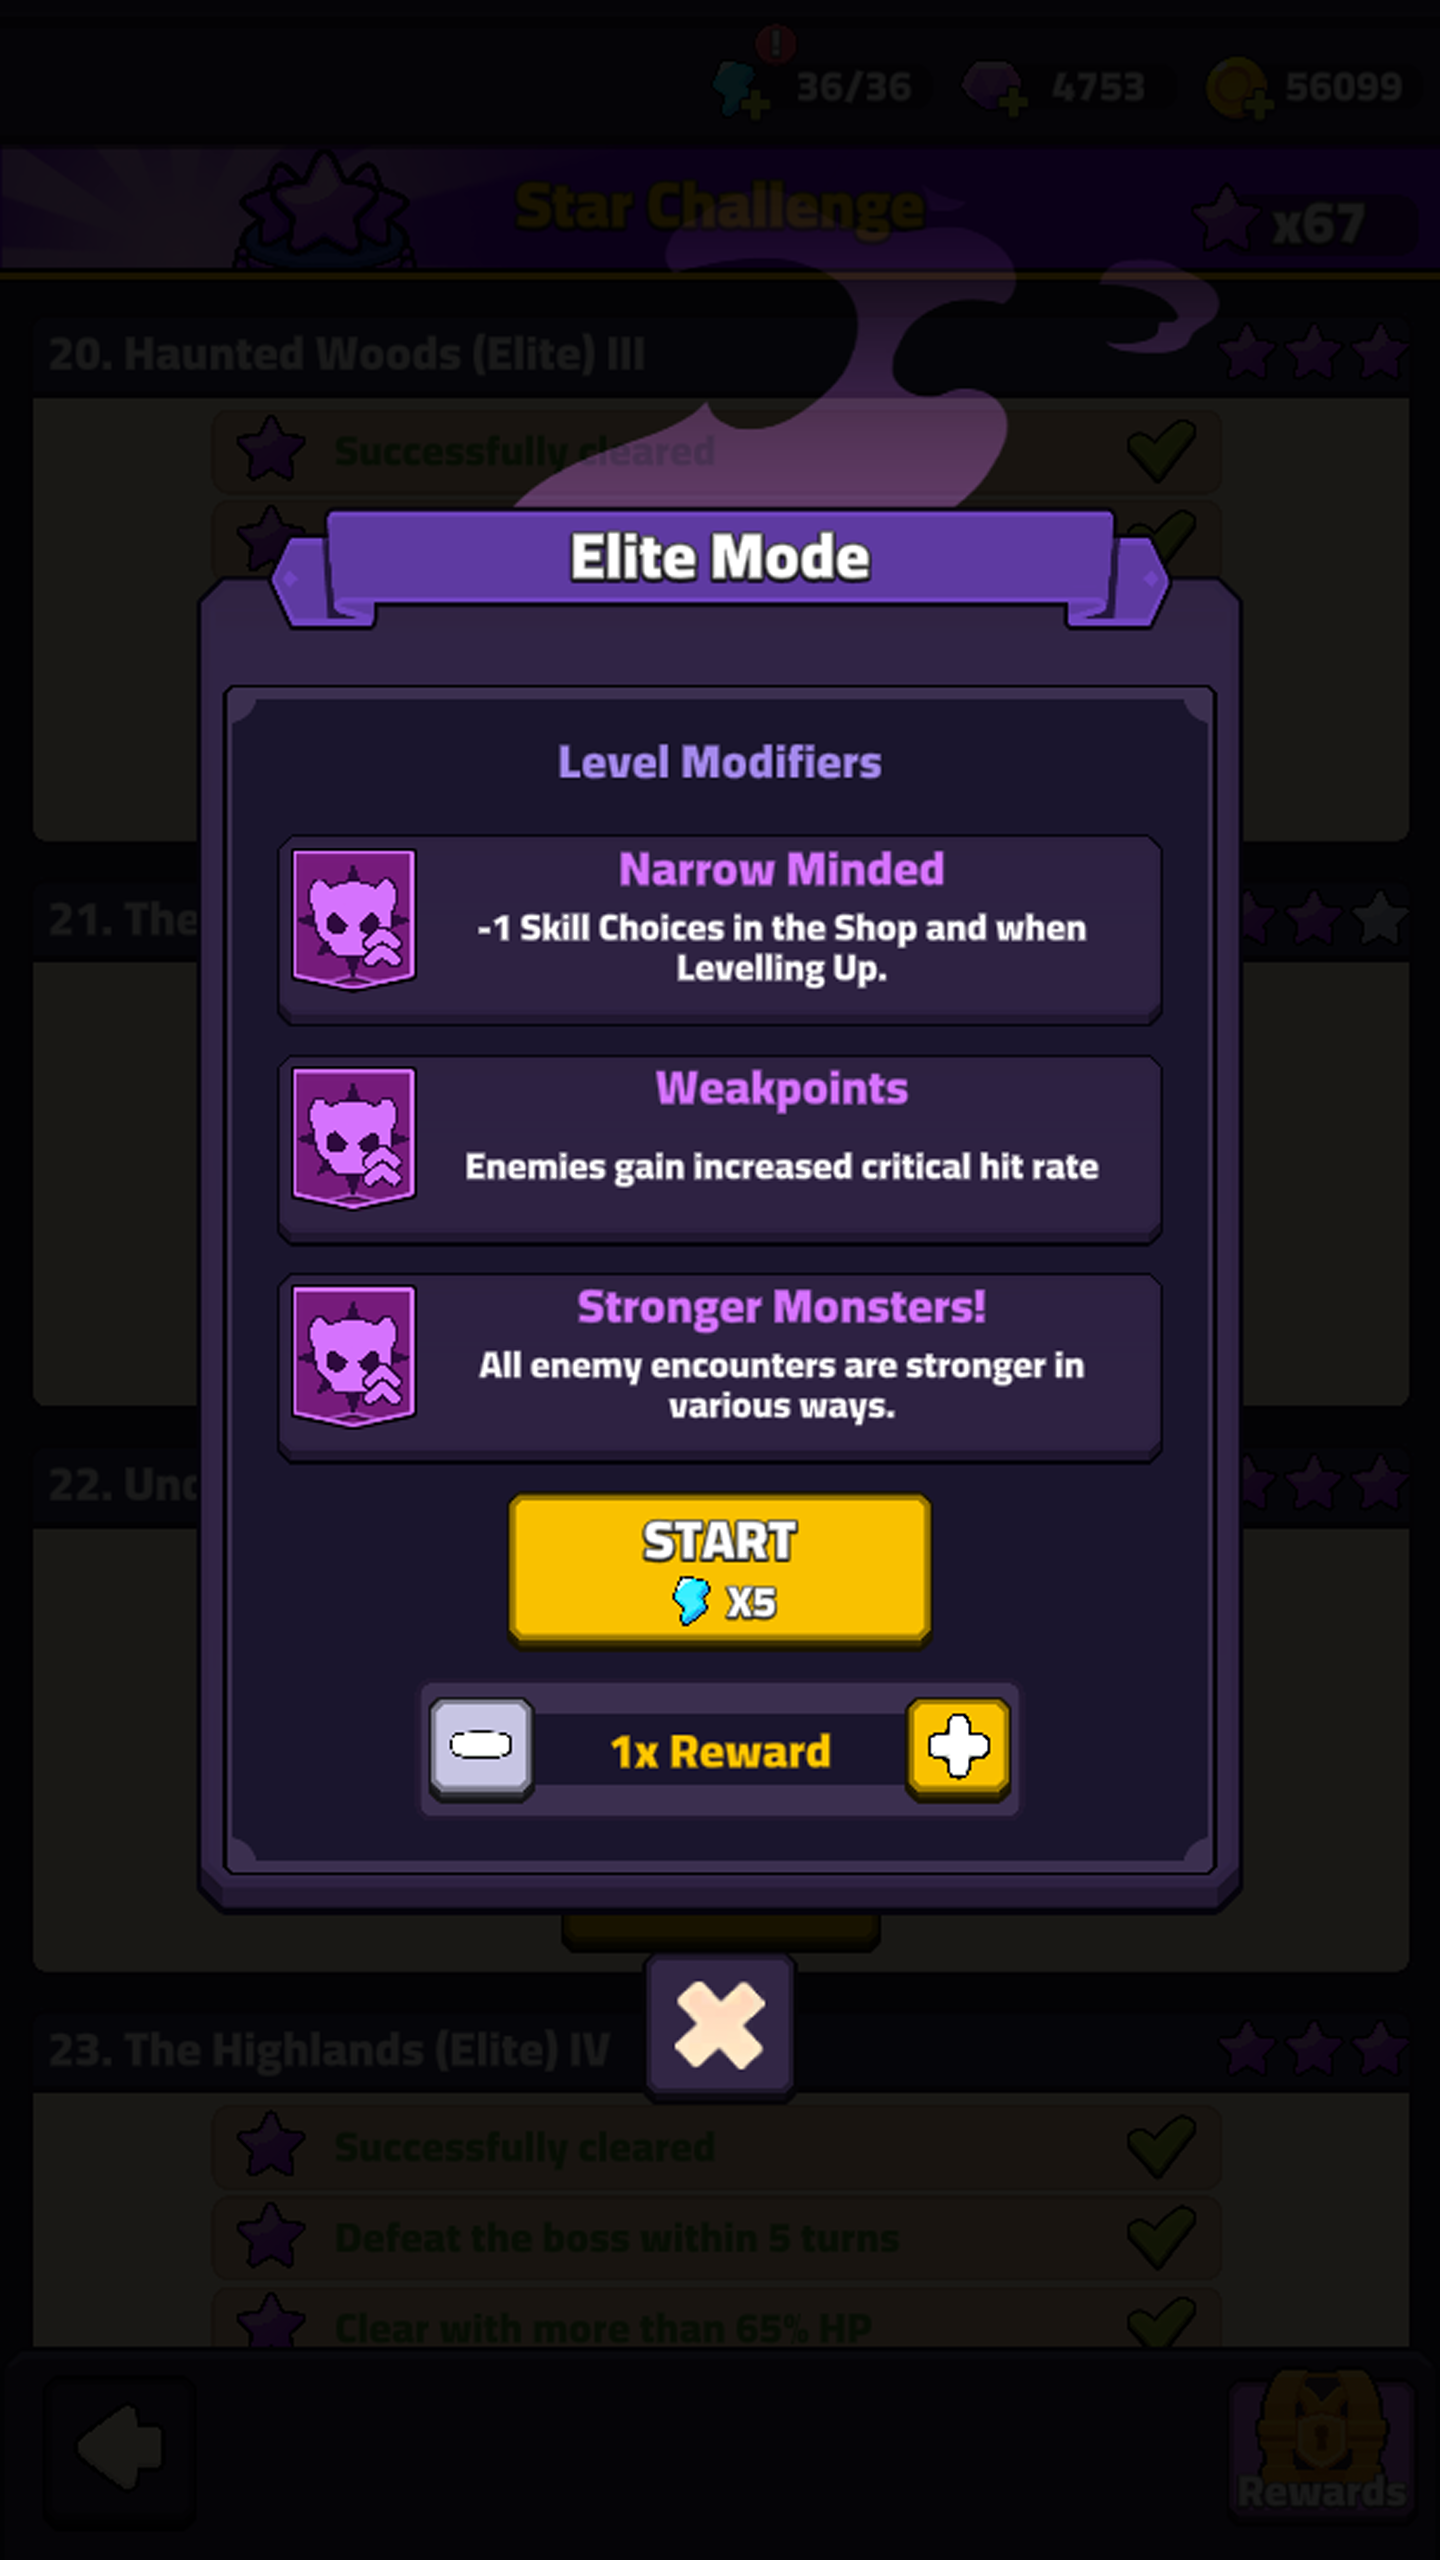 36/36 4753 56099
Star Challenge x67
20. Haunted Woods (Elite) III
Successfully cleared
Elite Mode
Level Modifiers
Narrow Minded
-1 Skill Choices in the Shop and when
Levelling Up.
21. The
Weakpoints
Enemies gain increased critical hit rate
Stronger Monsters!
All enemy encounters are stronger in
various ways.
22. Und
START
X5
1x Reward
23. The Highlands (Elite) IV
Successfully cleared
Defeat the boss within 5 turns
Clear with more than 65% HP
Rewards